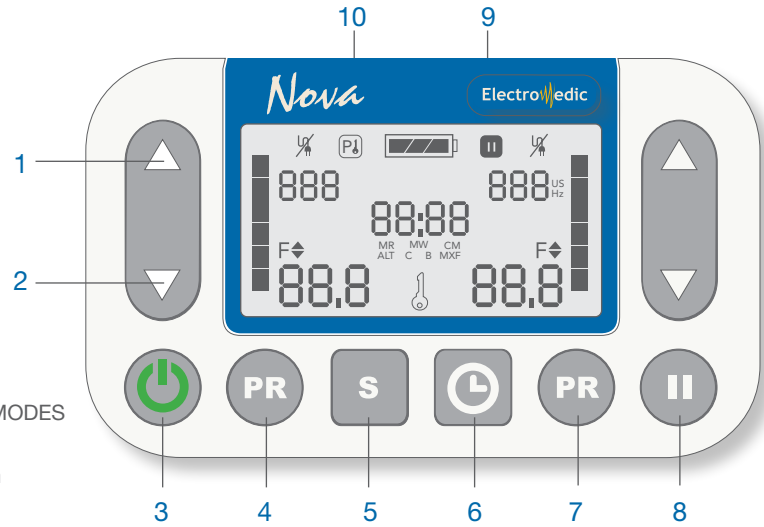 10 9
Nova ElectroMedic
1
P
888 888 US
Hz
88:88
MR MW CM
F ALT C B MXF F
2
88.8 88.8
PR S PR
MODES
3 4 5 6 7 8